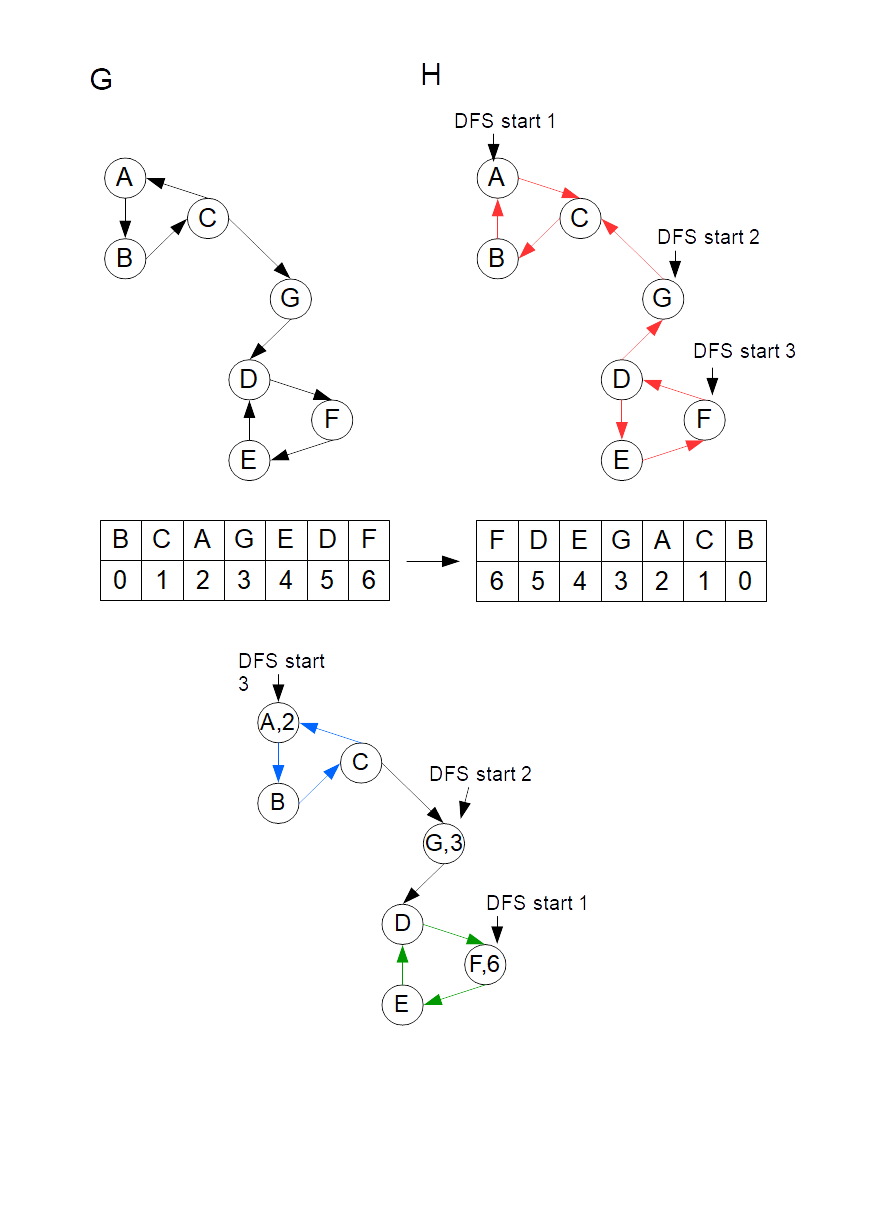 G
H
DFS start 1
A
C
B
G
D
F
E
A
C
B
DFS start 2
G
DFS start 3
D
F
E
B C A G E D F
0 1 2 3 4 5 6
F D E G A C B
6 5 4 3 2 1 0
DFS start
3
A,2
C
B
DFS start 2
G,3
DFS start 1
D
F,6
E